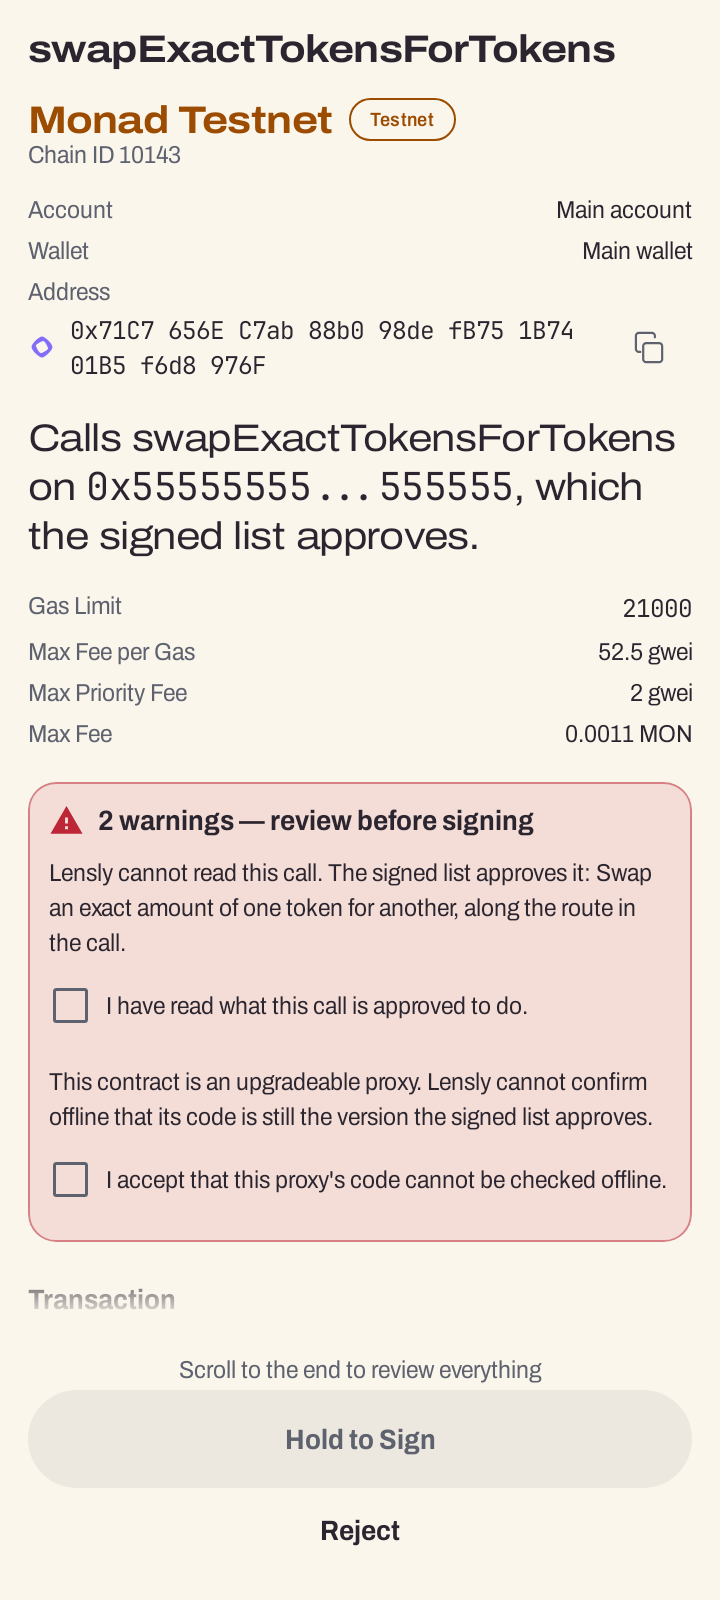 swapExactTokensForTokens
Monad Testnet
Testnet
Chain ID 10143
Account
Main account
Wallet
Main wallet
Address
0x71C7 656E C7ab 88b0 98de fB75 1B74
01B5 f6d8 976F
Calls swapExactTokensForTokens
on 0x55555555...555555, which
the signed list approves.
Gas Limit
21000
Max Fee per Gas
52.5 gwei
Max Priority Fee
2 gwei
Max Fee
0.0011 MON
2 warnings — review before signing
Lensly cannot read this call. The signed list approves it: Swap
an exact amount of one token for another, along the route in
the call.
I have read what this call is approved to do.
This contract is an upgradeable proxy. Lensly cannot confirm
offline that its code is still the version the signed list approves.
I accept that this proxy's code cannot be checked offline.
Transaction
Scroll to the end to review everything
Hold to Sign
Reject